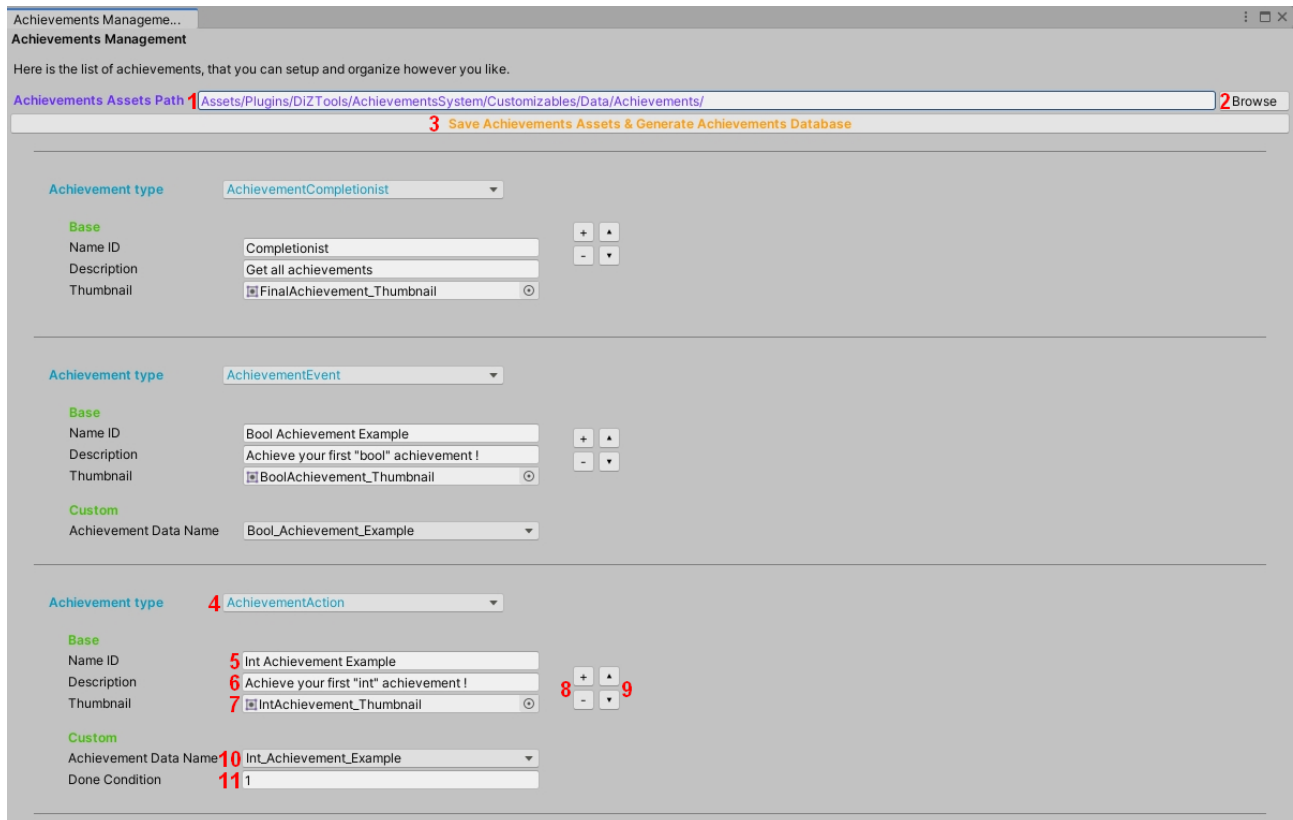 Achievements Manageme...
Achievements Management
Here is the list of achievements, that you can setup and organize however you like.
Achievements Assets Path 1 Assets/Plugins/DiZTools/AchievementsSystem/Customizables/Data/Achievements/ 2 Browse
3 Save Achievements Assets & Generate Achievements Database
Achievement type AchievementCompletionist
Base
Name ID Completionist + ▲
Description Get all achievements - ▼
Thumbnail FinalAchievement_Thumbnail
Achievement type AchievementEvent
Base
Name ID Bool Achievement Example + ▲
Description Achieve your first "bool" achievement ! - ▼
Thumbnail BoolAchievement_Thumbnail
Custom
Achievement Data Name Bool_Achievement_Example
Achievement type 4 AchievementAction
Base
Name ID 5 Int Achievement Example
Description 6 Achieve your first "int" achievement ! 8 + ▲ 9
Thumbnail 7 IntAchievement_Thumbnail - ▼
Custom
Achievement Data Name 10 Int_Achievement_Example
Done Condition 11 1